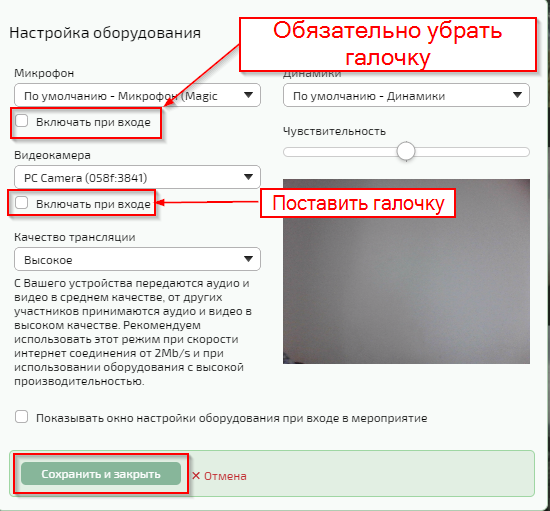 Настройка оборудования
Обязательно убрать
галочку
Микрофон
По умолчанию - Микрофон (Magic
Включать при входе
Динамики
По умолчанию - Динамики
Чувствительность
Видеокамера
PC Camera (058f:3841)
Включать при входе
Поставить галочку
Качество трансляции
Высокое
С Вашего устройства передаются аудио и
видео в среднем качестве, от других
участников принимаются аудио и видео в
высоком качестве. Рекомендуем
использовать этот режим при скорости
интернет соединения от 2Mb/s и при
использовании оборудования с высокой
производительностью.
Показывать окно настройки оборудования при входе в мероприятие
Сохранить и закрыть
× Отмена